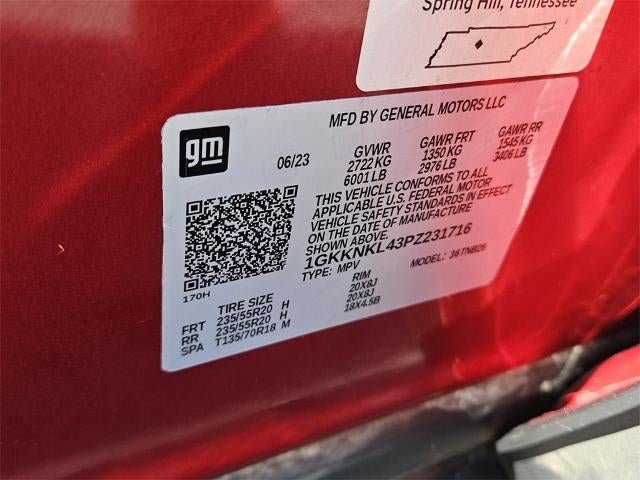 Spring Hill, Tennessee
MFD BY GENERAL MOTORS LLC
gm
06/23 GVWR GAWR FRT GAWR RR
2722 KG 1350 KG 1545 KG
6001 LB 2976 LB 3406 LB
THIS VEHICLE CONFORMS TO ALL
APPLICABLE U.S. FEDERAL MOTOR
VEHICLE SAFETY STANDARDS IN EFFECT
ON THE DATE OF MANUFACTURE
SHOWN ABOVE.
1GKKNKL43PZ231716
TYPE: MPV MODEL: 36TNB26
170H
TIRE SIZE RIM
FRT 235/55R20 H 20X8J
RR 235/55R20 H 20X8J
SPA T135/70R18 M 18X4.5B